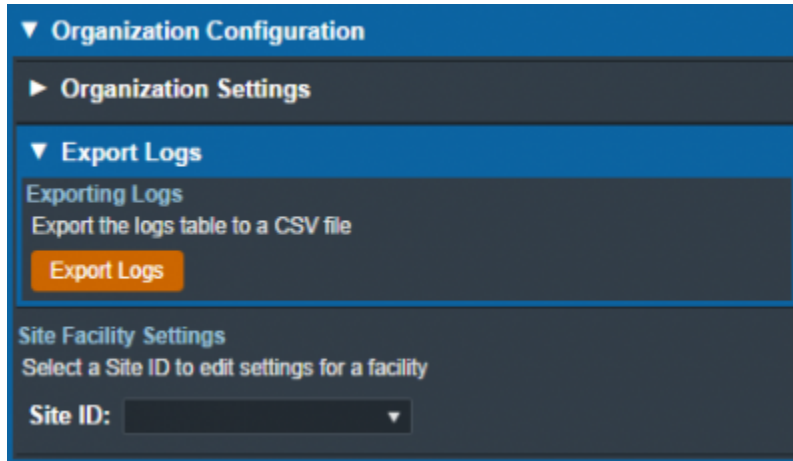 Organization Configuration
Organization Settings
Export Logs
Exporting Logs
Export the logs table to a CSV file
Export Logs
Site Facility Settings
Select a Site ID to edit settings for a facility
Site ID: